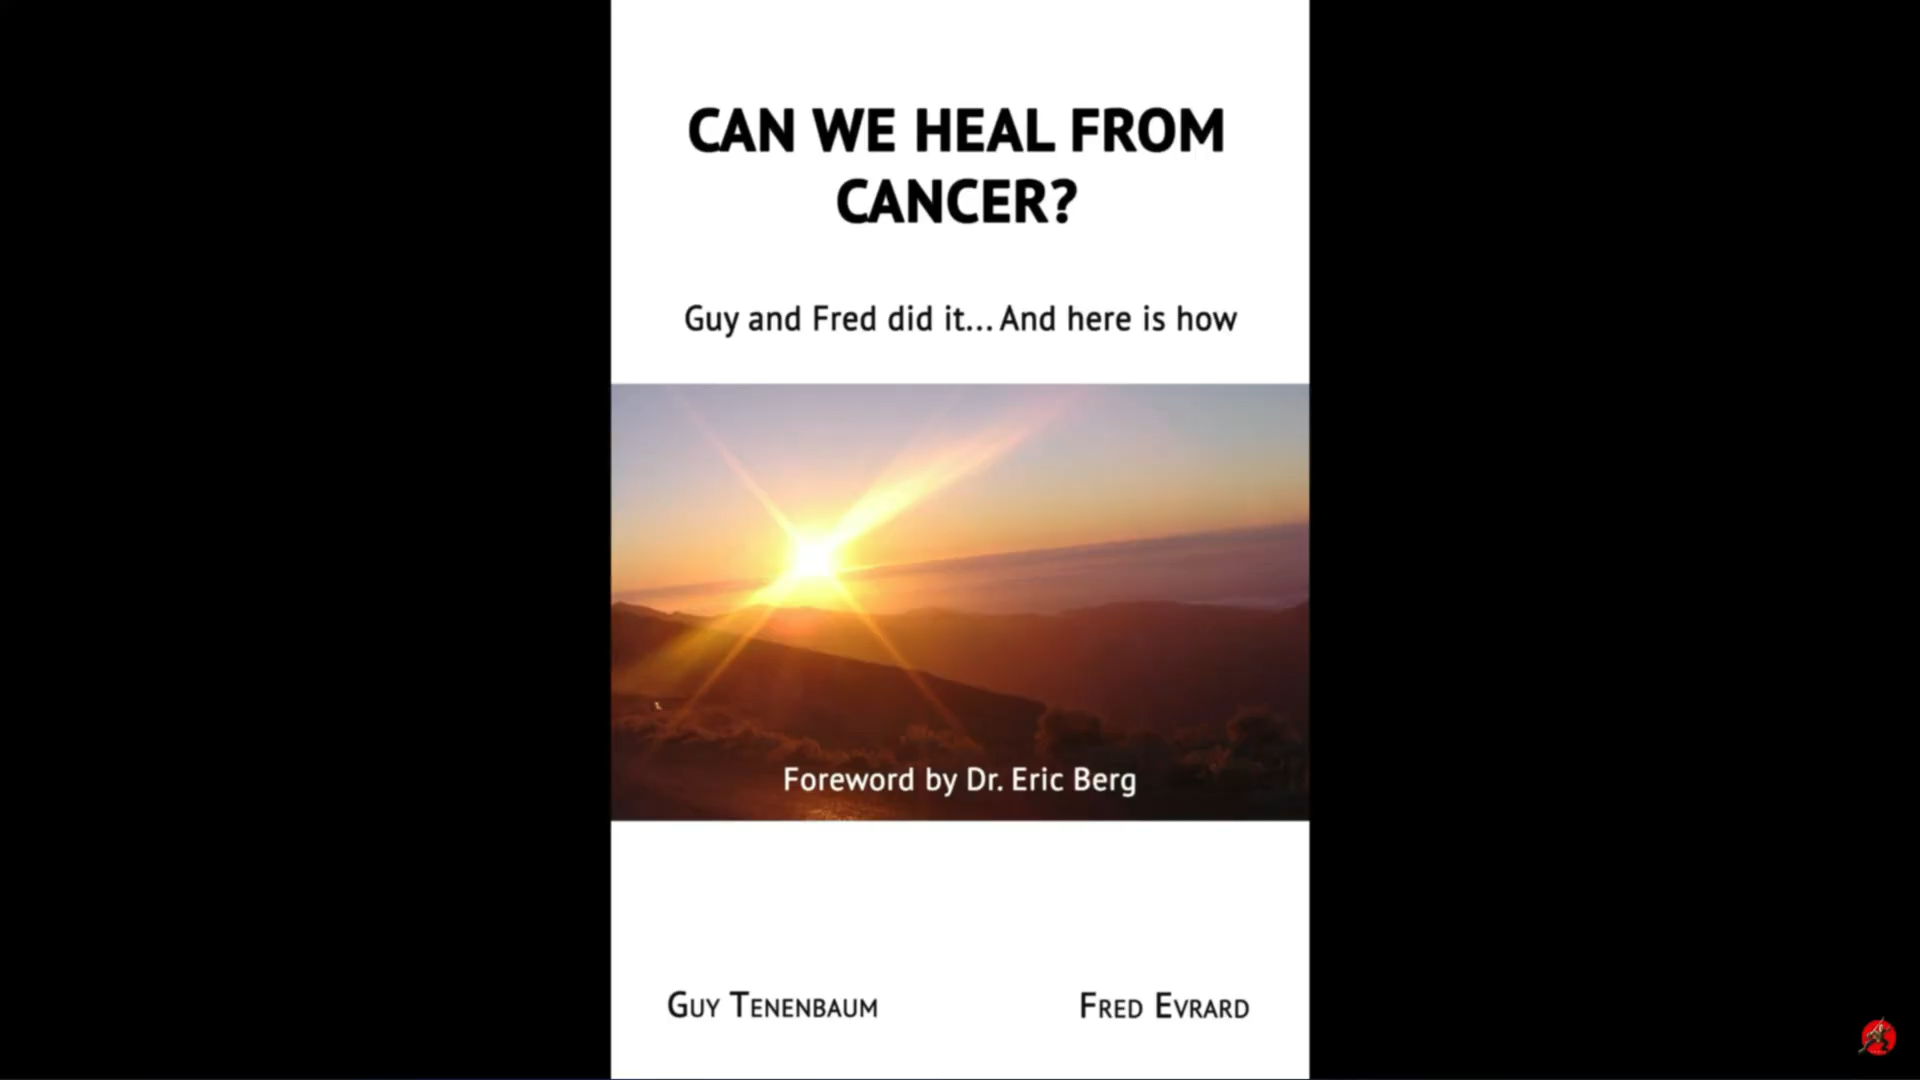 CAN WE HEAL FROM
CANCER?
Guy and Fred did it... And here is how
Foreword by Dr. Eric Berg
GUY TENENBAUM
FRED EVRARD